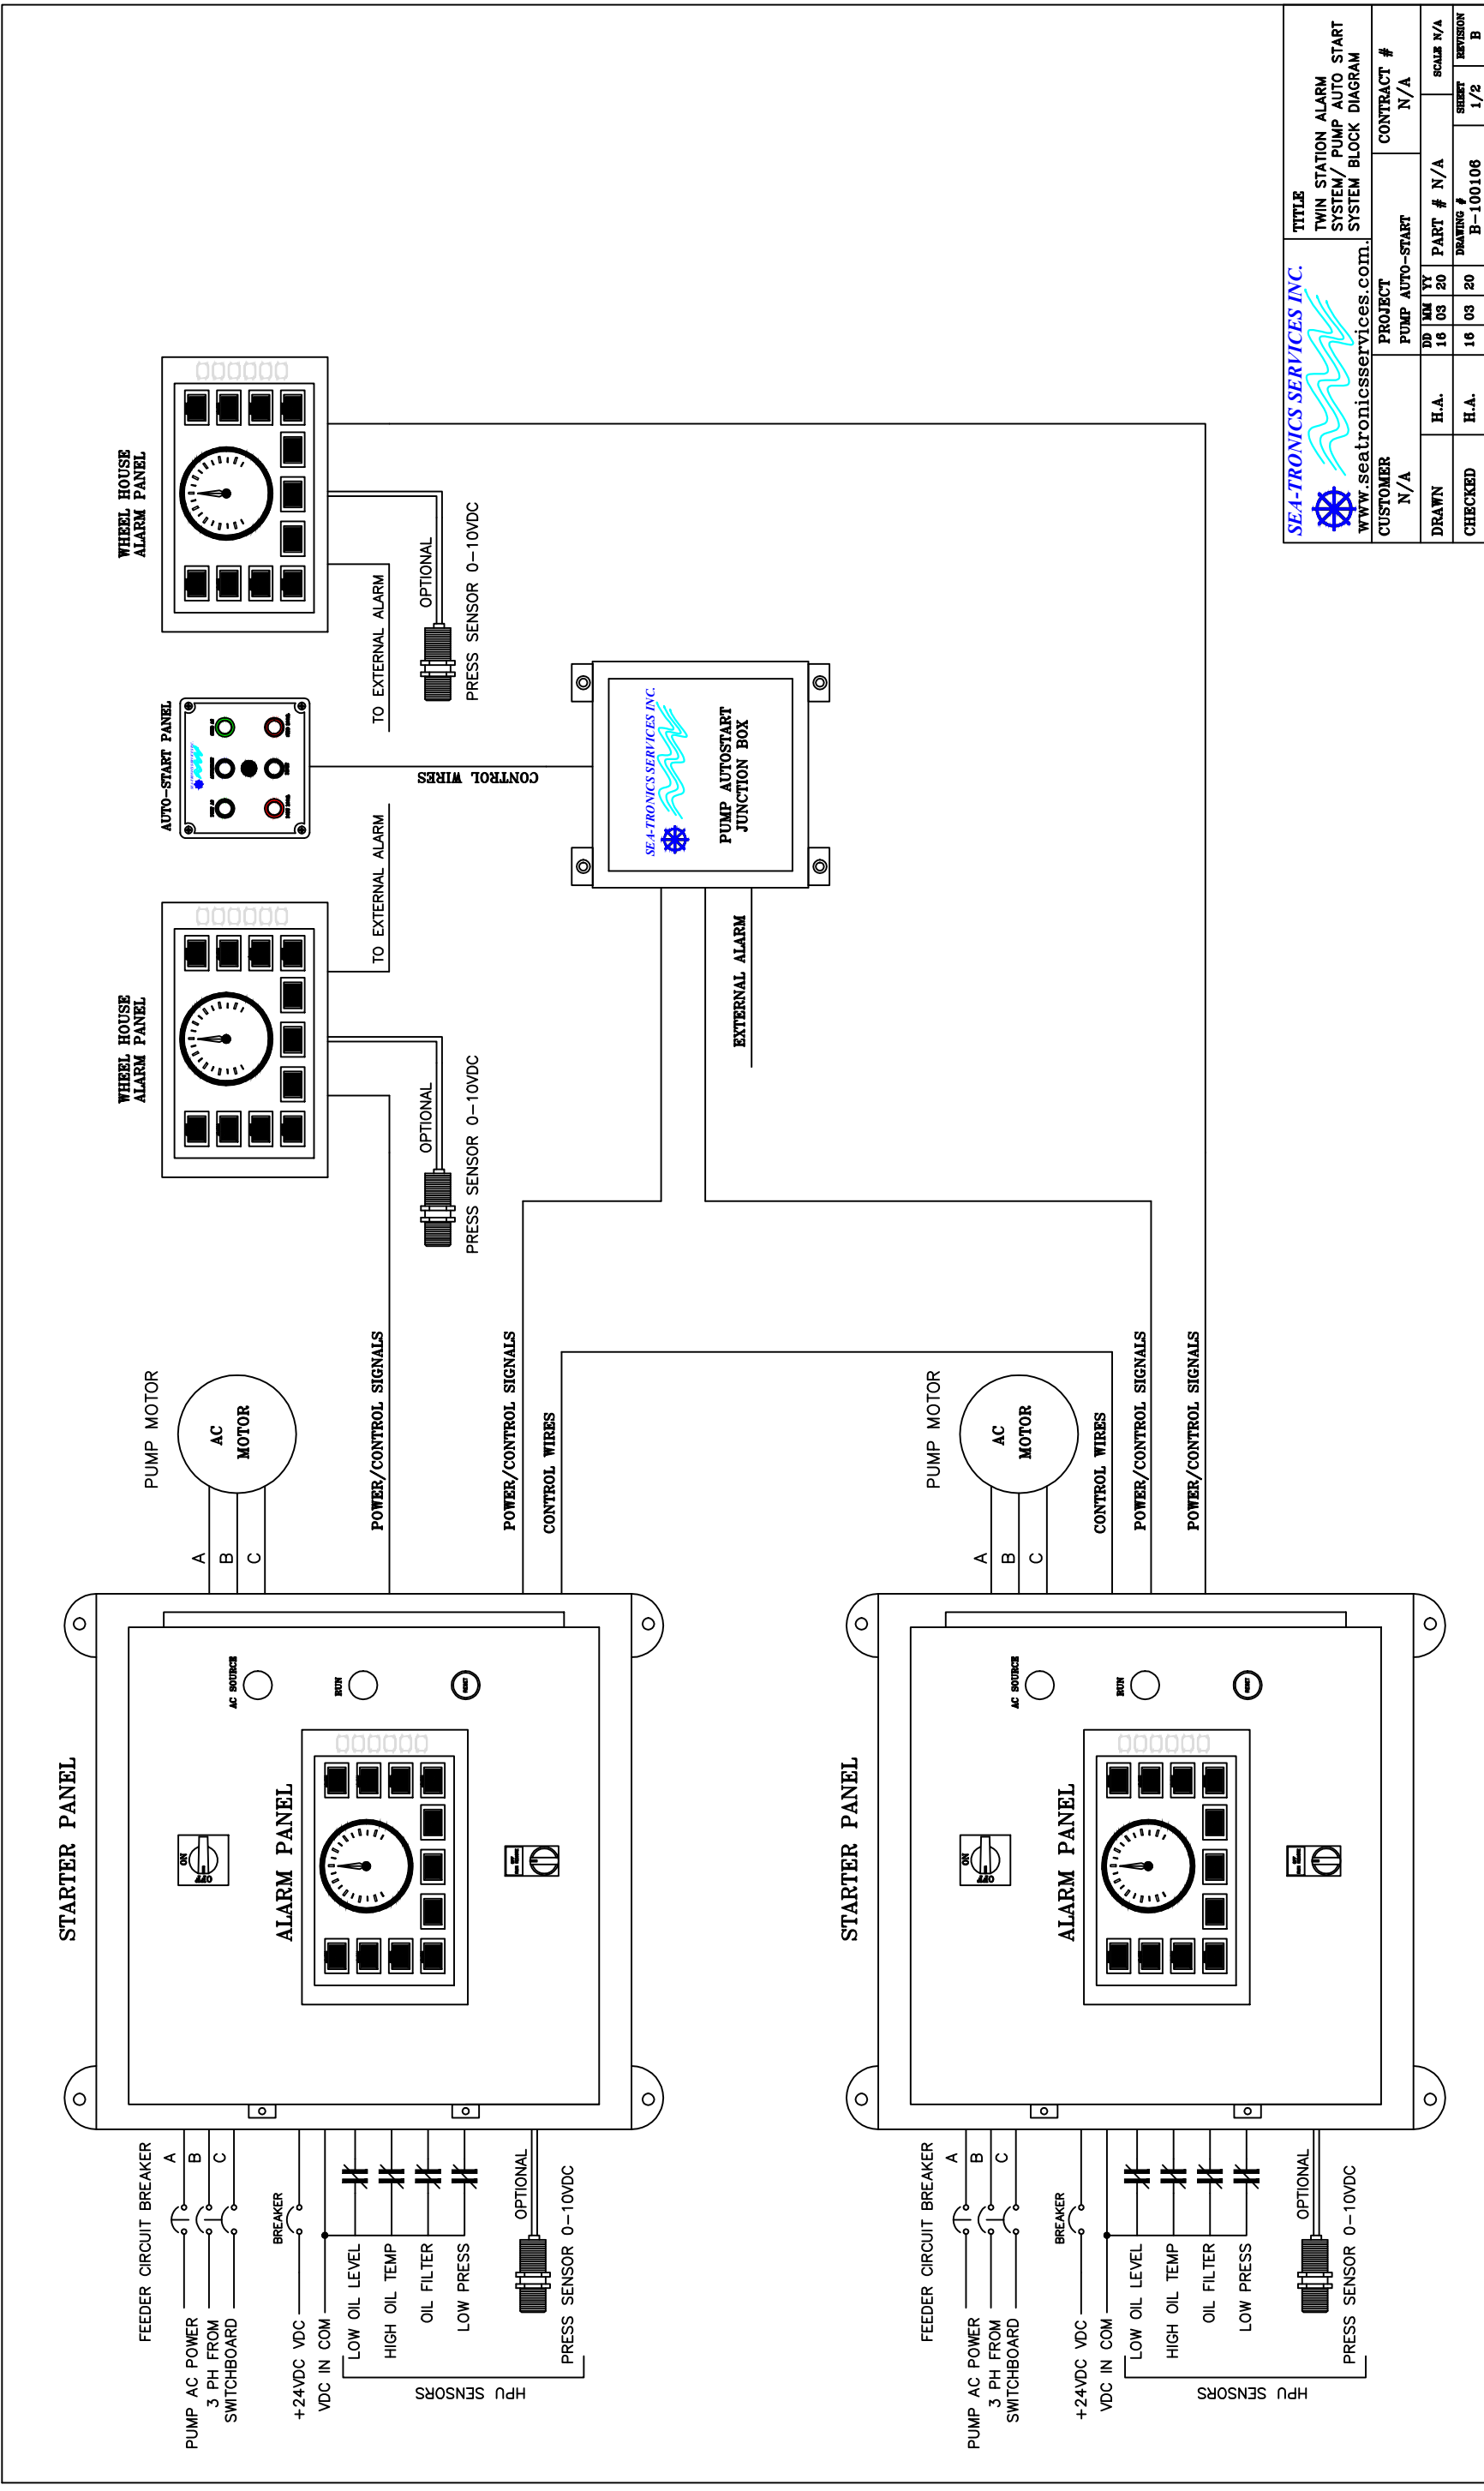 STARTER PANEL
FEEDER CIRCUIT BREAKER
PUMP AC POWER
3 PH FROM
SWITCHBOARD
A
B
C
BREAKER
+24VDC VDC
VDC IN COM
LOW OIL LEVEL
HIGH OIL TEMP
OIL FILTER
LOW PRESS
OPTIONAL
PRESS SENSOR 0-10VDC
HPU SENSORS
ON
OFF
ALARM PANEL
AC SOURCE
RUN
RESET
PUMP MOTOR
A
B
C
AC
MOTOR
POWER/CONTROL SIGNALS
POWER/CONTROL SIGNALS
CONTROL WIRES
WHEEL HOUSE
ALARM PANEL
OPTIONAL
PRESS SENSOR 0-10VDC
TO EXTERNAL ALARM
AUTO-START PANEL
CONTROL WIRES
WHEEL HOUSE
ALARM PANEL
TO EXTERNAL ALARM
OPTIONAL
PRESS SENSOR 0-10VDC
SEA-TRONICS SERVICES INC.
PUMP AUTOSTART
JUNCTION BOX
EXTERNAL ALARM
STARTER PANEL
FEEDER CIRCUIT BREAKER
PUMP AC POWER
3 PH FROM
SWITCHBOARD
A
B
C
BREAKER
+24VDC VDC
VDC IN COM
LOW OIL LEVEL
HIGH OIL TEMP
OIL FILTER
LOW PRESS
OPTIONAL
PRESS SENSOR 0-10VDC
HPU SENSORS
ON
OFF
ALARM PANEL
AC SOURCE
RUN
RESET
PUMP MOTOR
A
B
C
AC
MOTOR
CONTROL WIRES
POWER/CONTROL SIGNALS
POWER/CONTROL SIGNALS
SEA-TRONICS SERVICES INC.
www.seatronicsservices.com.
TITLE
TWIN STATION ALARM
SYSTEM/ PUMP AUTO START
SYSTEM BLOCK DIAGRAM
CUSTOMER
N/A
PROJECT
PUMP AUTO-START
CONTRACT #
N/A
DRAWN H.A.
DD MM YY
16 03 20
PART # N/A
SCALE N/A
CHECKED H.A.
16 03 20
DRAWING #
B-100106
SHEET
1/2
REVISION
B